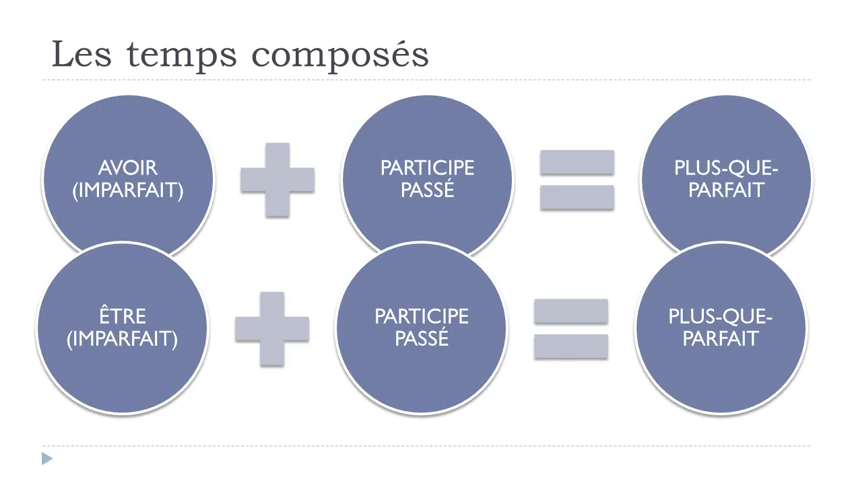 Les temps composés
AVOIR
(IMPARFAIT)
PARTICIPE
PASSÉ
PLUS-QUE-
PARFAIT
ÊTRE
(IMPARFAIT)
PARTICIPE
PASSÉ
PLUS-QUE-
PARFAIT